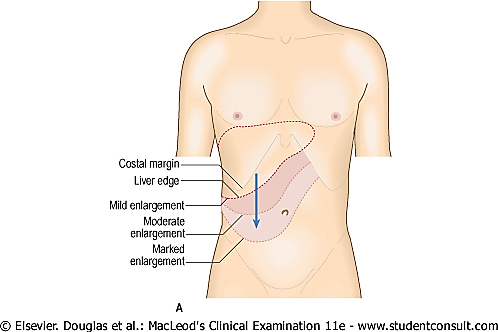 Costal margin
Liver edge
Mild enlargement
Moderate
enlargement
Marked
enlargement
A
© Elsevier. Douglas et al.: MacLeod's Clinical Examination 11e - www.studentconsult.com